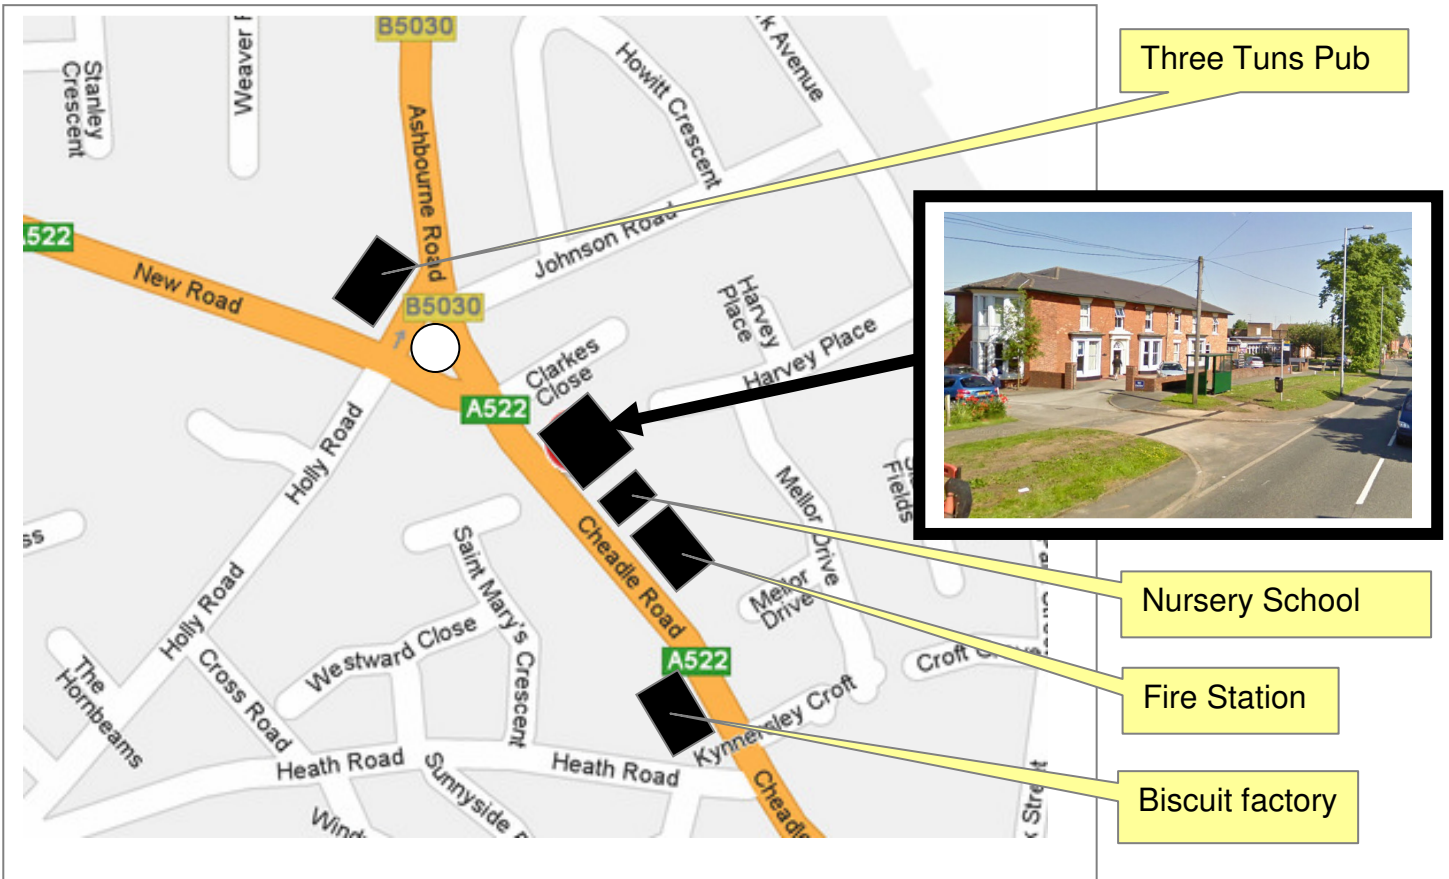 B5030
Stanley
Crescent
Weaver
k Avenue
Howitt Crescent
Three Tuns Pub
Ashbourne Road
Johnson Road
A522
New Road
B5030
Harvey
Place
Harvey Place
Clarkes
Close
A522
Holly Road
Mellor Drive
Fields
ss
Cheadle Road
Saint Mary's Crescent
Mellor
Drive
Nursery School
Holly Road
Westward Close
A522
Croft
The
Hornbeams
Cross Road
Kynnersley Croft
Fire Station
Heath Road
Heath Road
Sunnyside
Cheadle
Biscuit factory
k Street
Wind